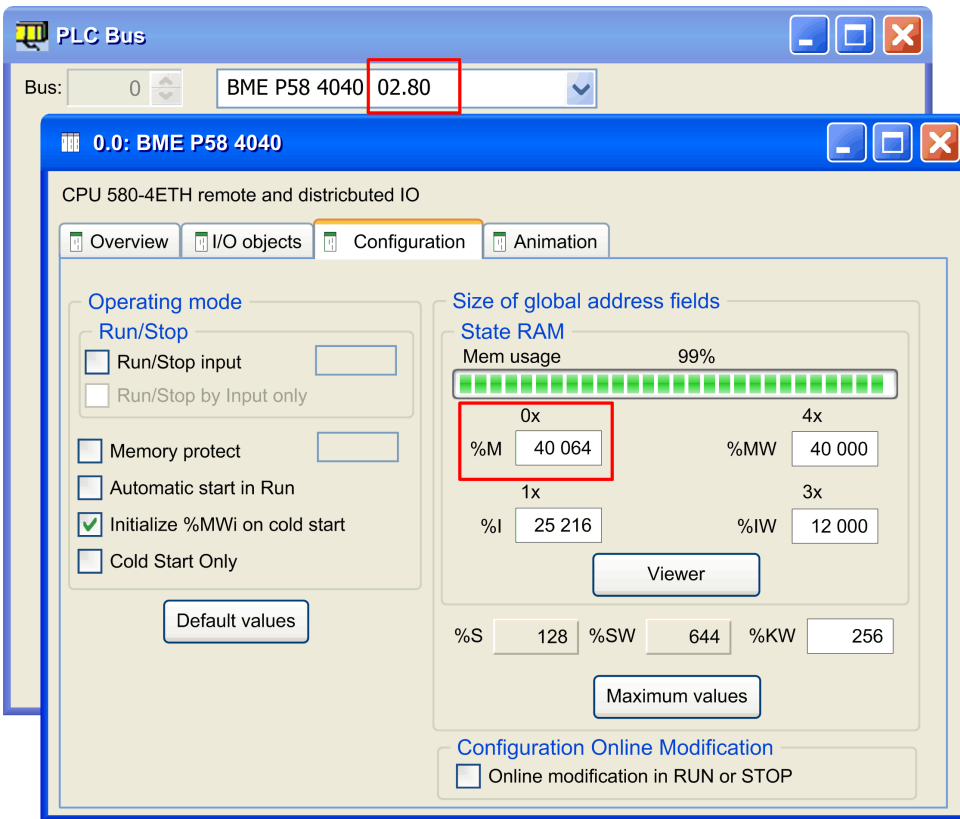 PLC Bus
Bus: 0 BME P58 4040 02.80
0.0: BME P58 4040
CPU 580-4ETH remote and districbuted IO
Overview I/O objects Configuration Animation
Operating mode
Run/Stop
Run/Stop input
Run/Stop by Input only
Memory protect
Automatic start in Run
Initialize %MWi on cold start
Cold Start Only
Default values
Size of global address fields
State RAM
Mem usage 99%
0x 4x
%M 40 064 %MW 40 000
1x 3x
%I 25 216 %IW 12 000
Viewer
%S 128 %SW 644 %KW 256
Maximum values
Configuration Online Modification
Online modification in RUN or STOP